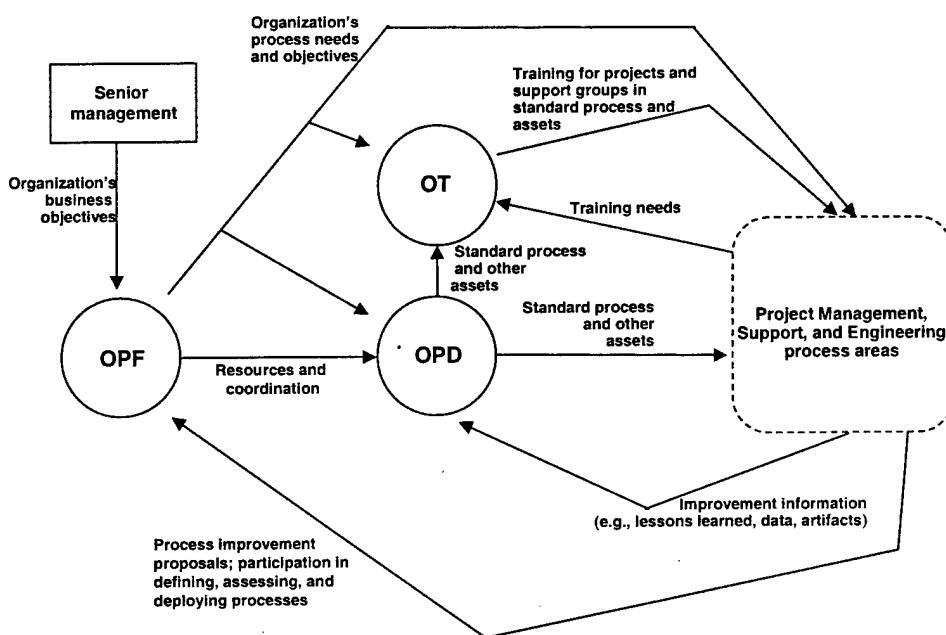 Organization's
process needs
and objectives
Senior
management
Training for projects and
support groups in
standard process and
assets
Organization's
business
objectives
OT
Training needs
Standard process
and other
assets
Standard process
and other
assets
Project Management,
Support, and Engineering
process areas
OPF
OPD
Resources and
coordination
Improvement information
(e.g., lessons learned, data, artifacts)
Process improvement
proposals; participation in
defining, assessing, and
deploying processes